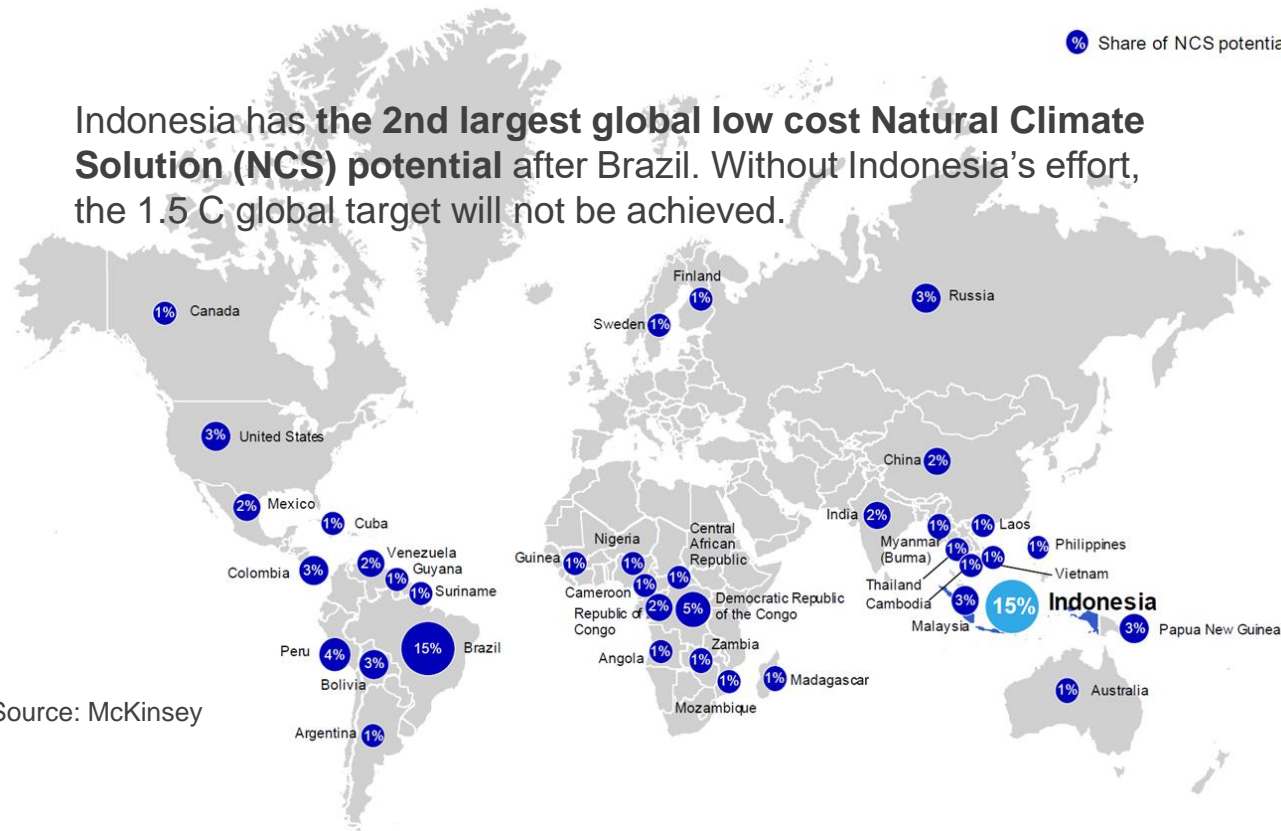 % Share of NCS potentia
Indonesia has the 2nd largest global low cost Natural Climate
Solution (NCS) potential after Brazil. Without Indonesia’s effort,
the 1.5 C global target will not be achieved.
Finland
1%
3% Russia
1% Canada
Sweden 1%
3% United States
China 2%
2% Mexico
1% Cuba
India 2%
1%
Myanmar
(Burma)
1% Laos
1% Philippines
1%
Thailand
1%
Cambodia
1%
Vietnam
Colombia 3%
2% Venezuela
1% Guyana
1% Suriname
Guinea 1%
Nigeria
1%
Central
African
Republic
1%
Cameroon 1%
Republic of
Congo
2%
5% Democratic Republic
of the Congo
3%
Malaysia
15% Indonesia
3% Papua New Guinea
Peru 4%
3%
Bolivia
15% Brazil
Angola 1%
Zambia
1%
1%
Mozambique
1% Madagascar
1% Australia
Source: McKinsey
Argentina 1%